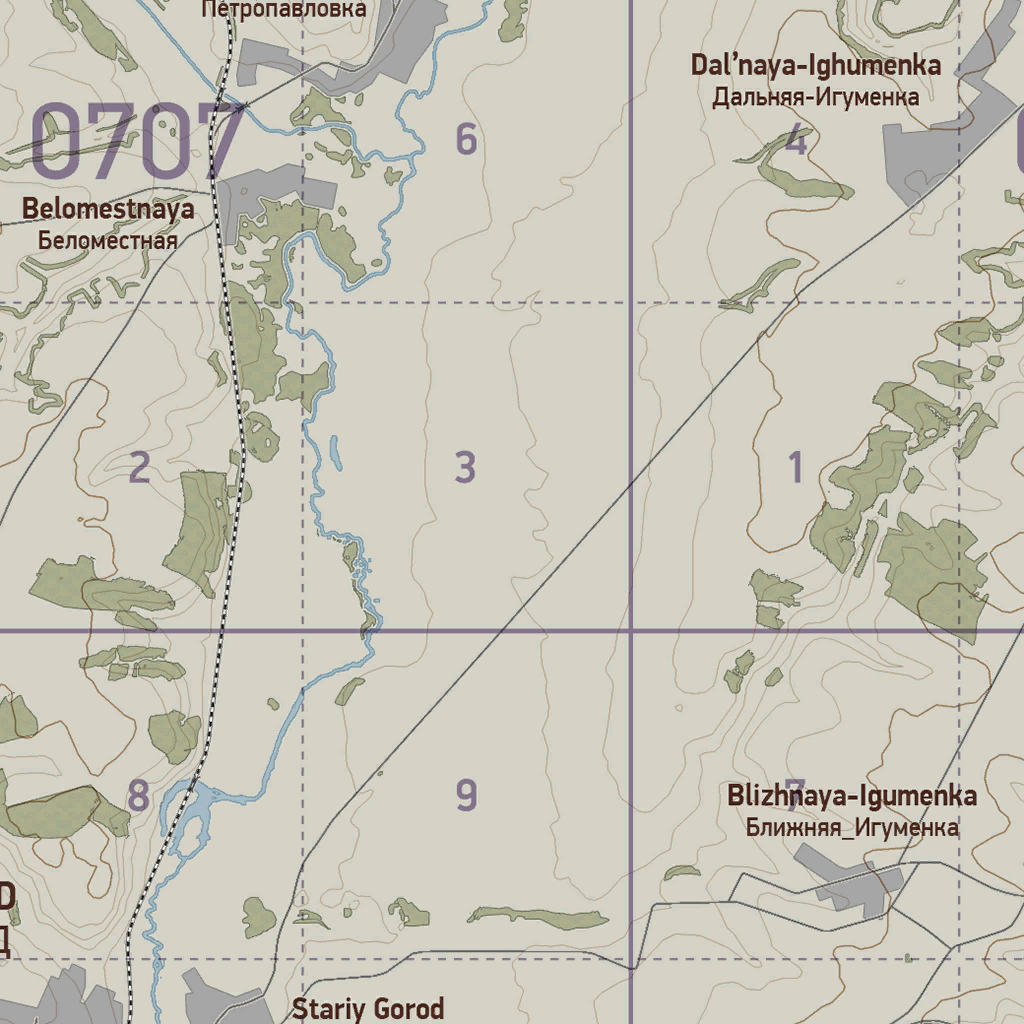 Петропавловка
Dal’naya-Ighumenka
Дальняя-Игуменка
0707
6
4
Belomestnaya
Беломестная
2
3
1
8
9
7
Blizhnaya-Igumenka
Ближняя_Игуменка
D
Д
Stariy Gorod